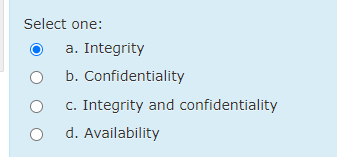 Select one:
a. Integrity
b. Confidentiality
c. Integrity and confidentiality
d. Availability